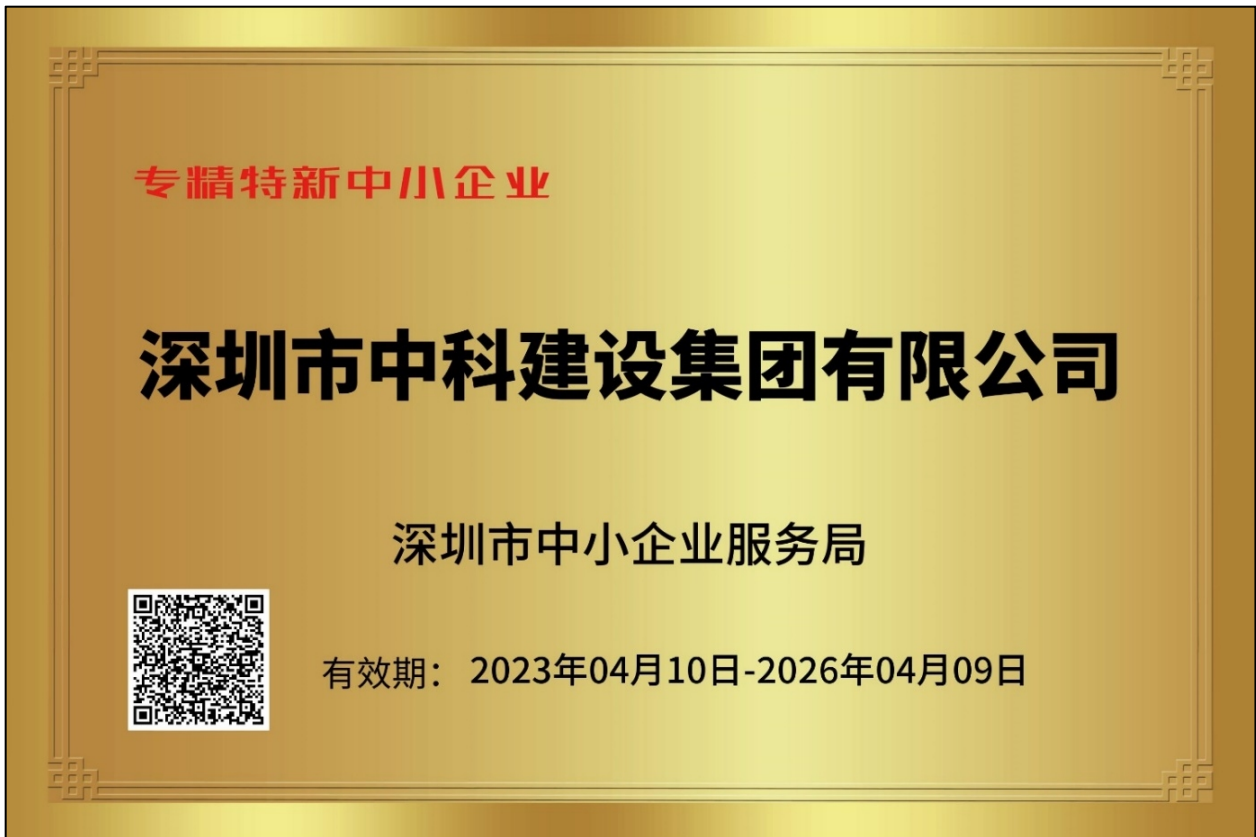 专精特新中小企业
深圳市中科建设集团有限公司
深圳市中小企业服务局
有效期： 2023年04月10日-2026年04月09日